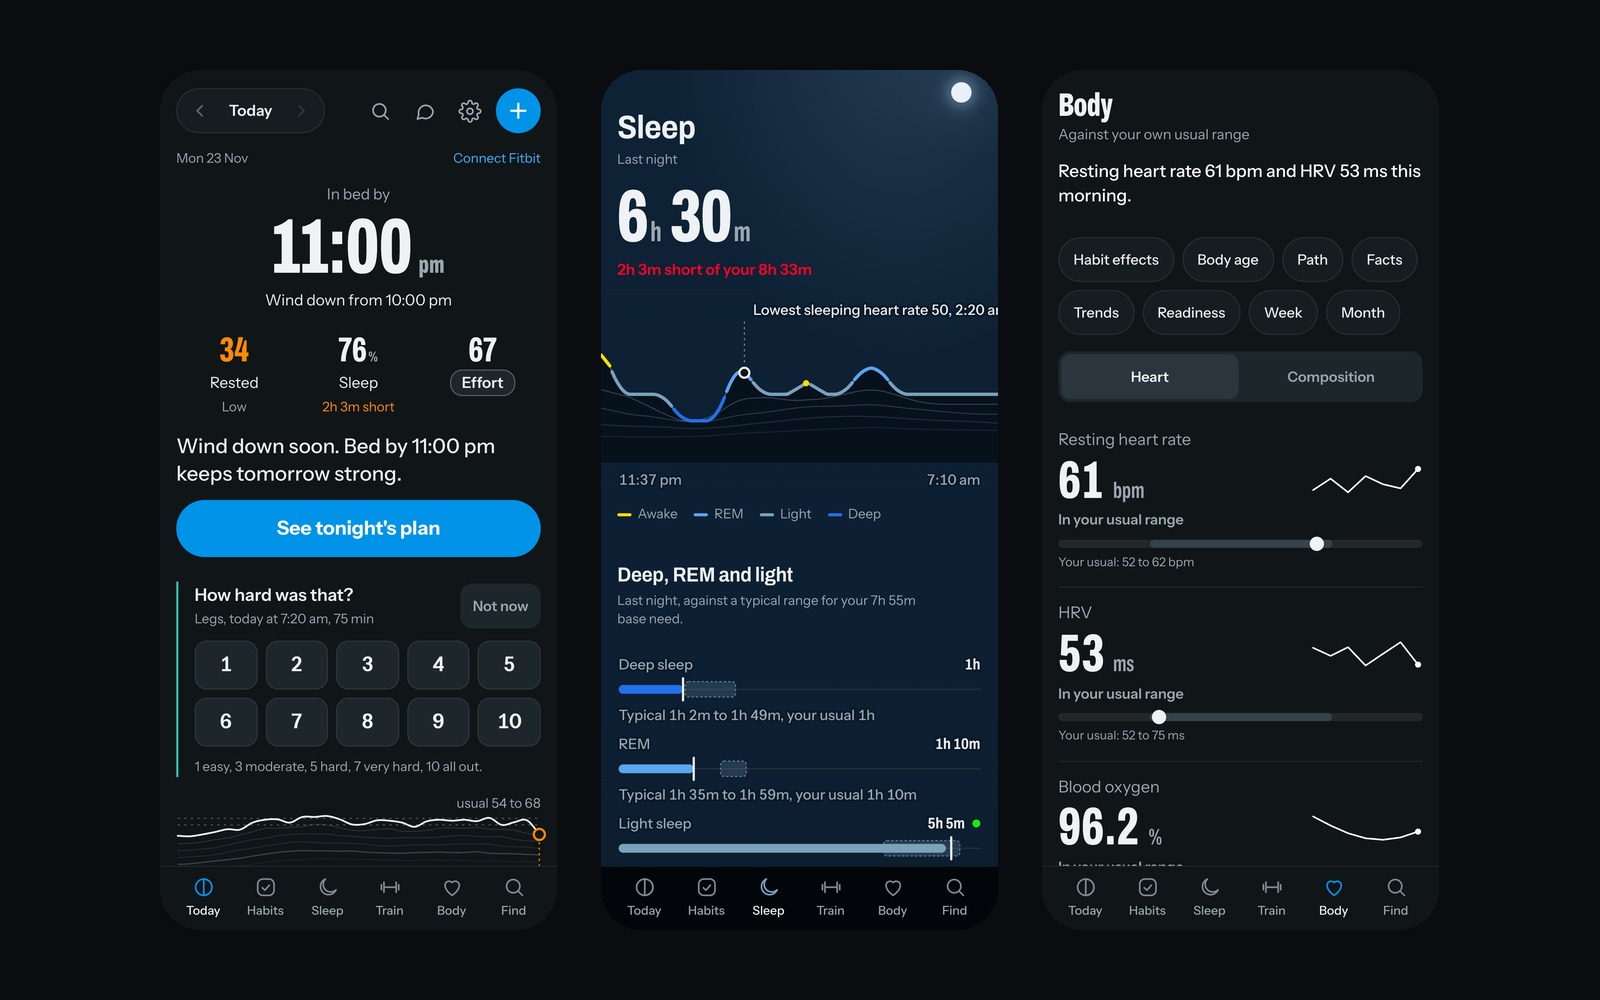 Today
Mon 23 Nov
Connect Fitbit
In bed by
11:00 pm
Wind down from 10:00 pm
34
Rested
Low
76%
Sleep
2h 3m short
67
Effort
Wind down soon. Bed by 11:00 pm
keeps tomorrow strong.
See tonight's plan
How hard was that?
Legs, today at 7:20 am, 75 min
Not now
1 2 3 4 5
6 7 8 9 10
1 easy, 3 moderate, 5 hard, 7 very hard, 10 all out.
usual 54 to 68
Today Habits Sleep Train Body Find
Sleep
Last night
6h 30m
2h 3m short of your 8h 33m
Lowest sleeping heart rate 50, 2:20 a
11:37 pm
7:10 am
Awake REM Light Deep
Deep, REM and light
Last night, against a typical range for your 7h 55m
base need.
Deep sleep 1h
Typical 1h 2m to 1h 49m, your usual 1h
REM 1h 10m
Typical 1h 35m to 1h 59m, your usual 1h 10m
Light sleep 5h 5m
Today Habits Sleep Train Body Find
Body
Against your own usual range
Resting heart rate 61 bpm and HRV 53 ms this
morning.
Habit effects Body age Path Facts
Trends Readiness Week Month
Heart Composition
Resting heart rate
61 bpm
In your usual range
Your usual: 52 to 62 bpm
HRV
53 ms
In your usual range
Your usual: 52 to 75 ms
Blood oxygen
96.2 %
In your usual range
Today Habits Sleep Train Body Find